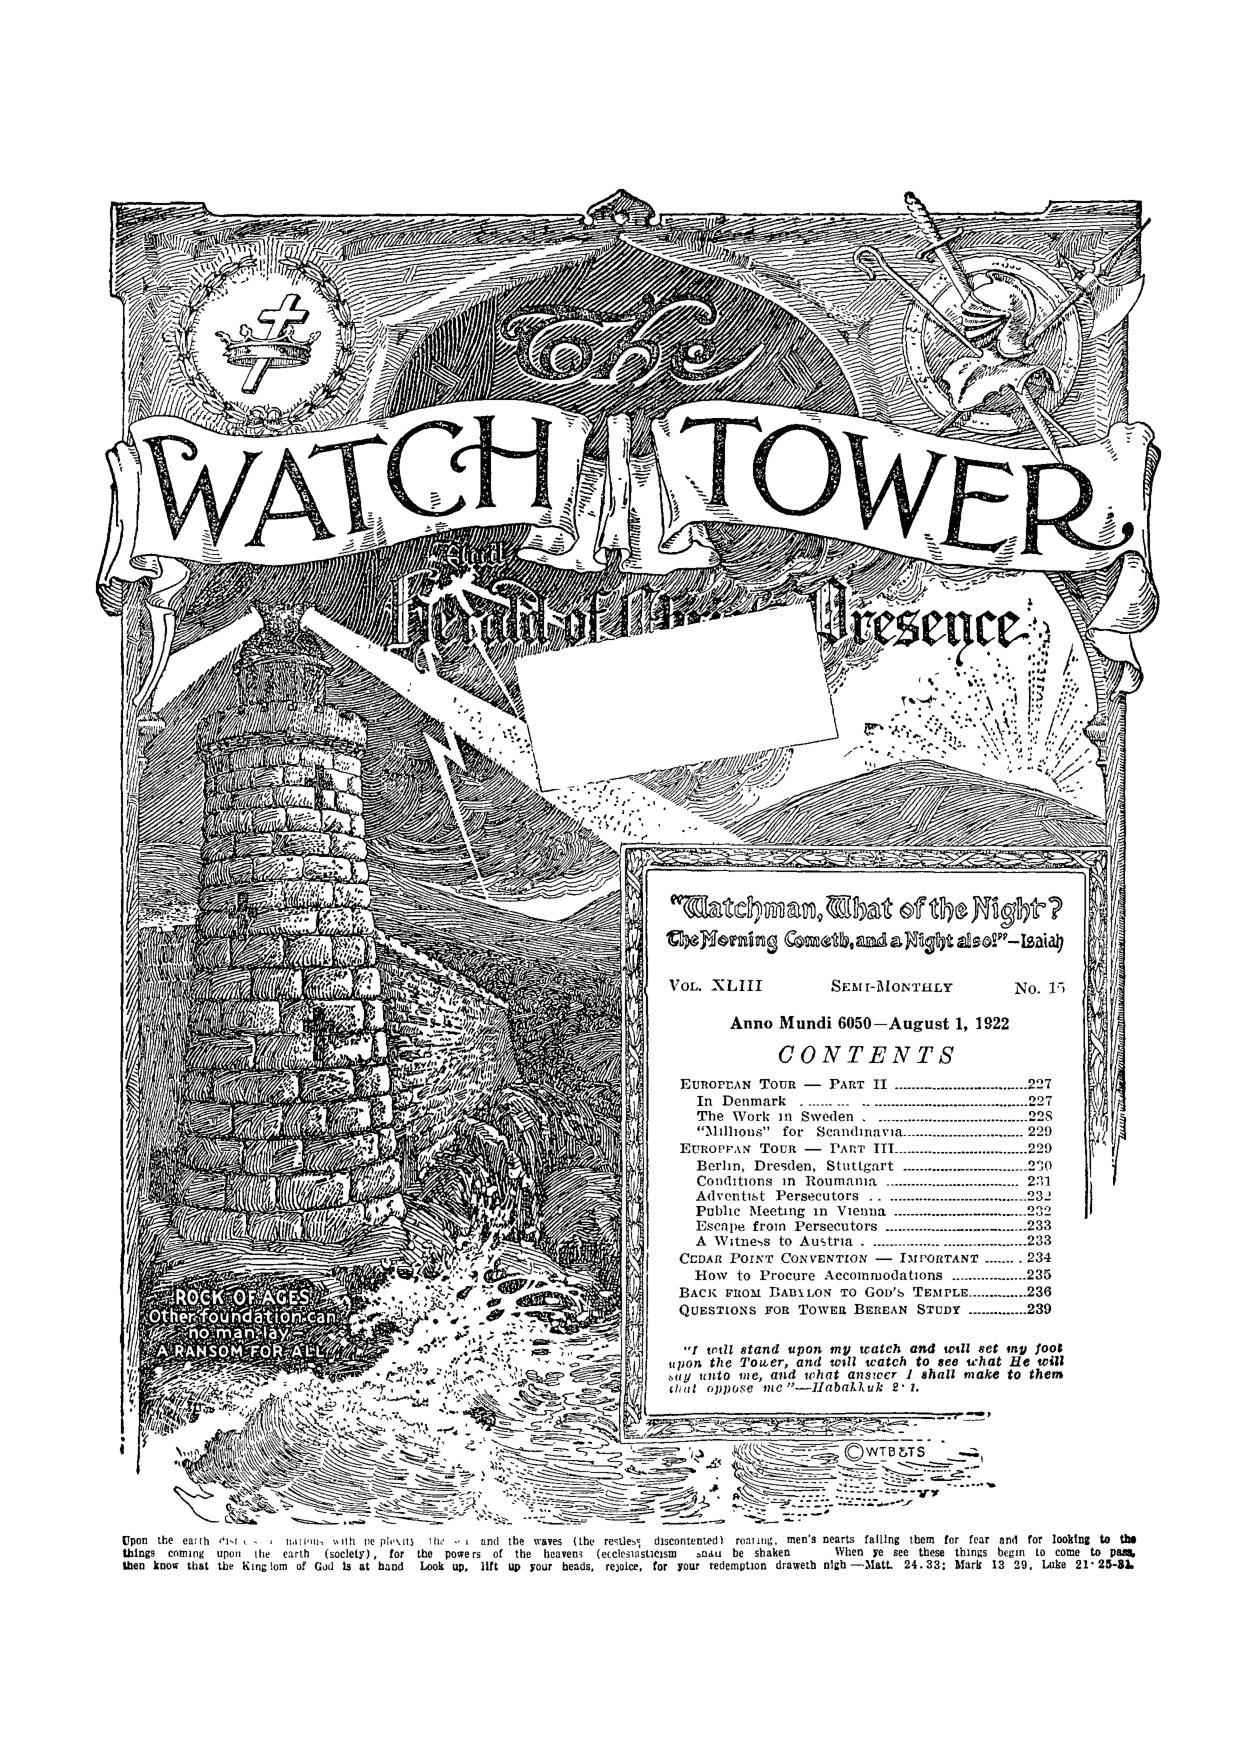 The
WATCH TOWER
And
Herald of Christ's Presence
"Watchman, What of the Night?
The Morning Cometh, and a Night also!"—Isaiah
VOL. XLIII SEMI-MONTHLY No. 15
Anno Mundi 6050—August 1, 1922
CONTENTS
EUROPEAN TOUR — PART II 227
In Denmark 227
The Work in Sweden 228
"Millions" for Scandinavia 229
EUROPEAN TOUR — PART III 229
Berlin, Dresden, Stuttgart 230
Conditions in Roumania 231
Adventist Persecutors 232
Public Meeting in Vienna 232
Escape from Persecutors 233
A Witness to Austria 233
CEDAR POINT CONVENTION — IMPORTANT 234
How to Procure Accommodations 235
BACK FROM BABYLON TO GOD'S TEMPLE 236
QUESTIONS FOR TOWER BEREAN STUDY 239
"I will stand upon my watch and will set my foot
upon the Tower, and will watch to see what He will
say unto me, and what answer I shall make to them
that oppose me"—Habakkuk 2:1.
ROCK OF AGES
Other foundation can
no man lay
A RANSOM FOR ALL
© WTB&TS
Upon the earth nations with perplexity the and the waves (the restless, discontented) roaring, men's hearts failing them for fear and for looking to the
things coming upon the earth (society), for the powers of the heavens (ecclesiasticism be shaken When ye see these things begin to come to pass,
then know that the Kingdom of God is at hand Look up, lift up your heads, rejoice, for your redemption draweth nigh—Matt. 24:33; Mark 13 29, Luke 21:25-31.